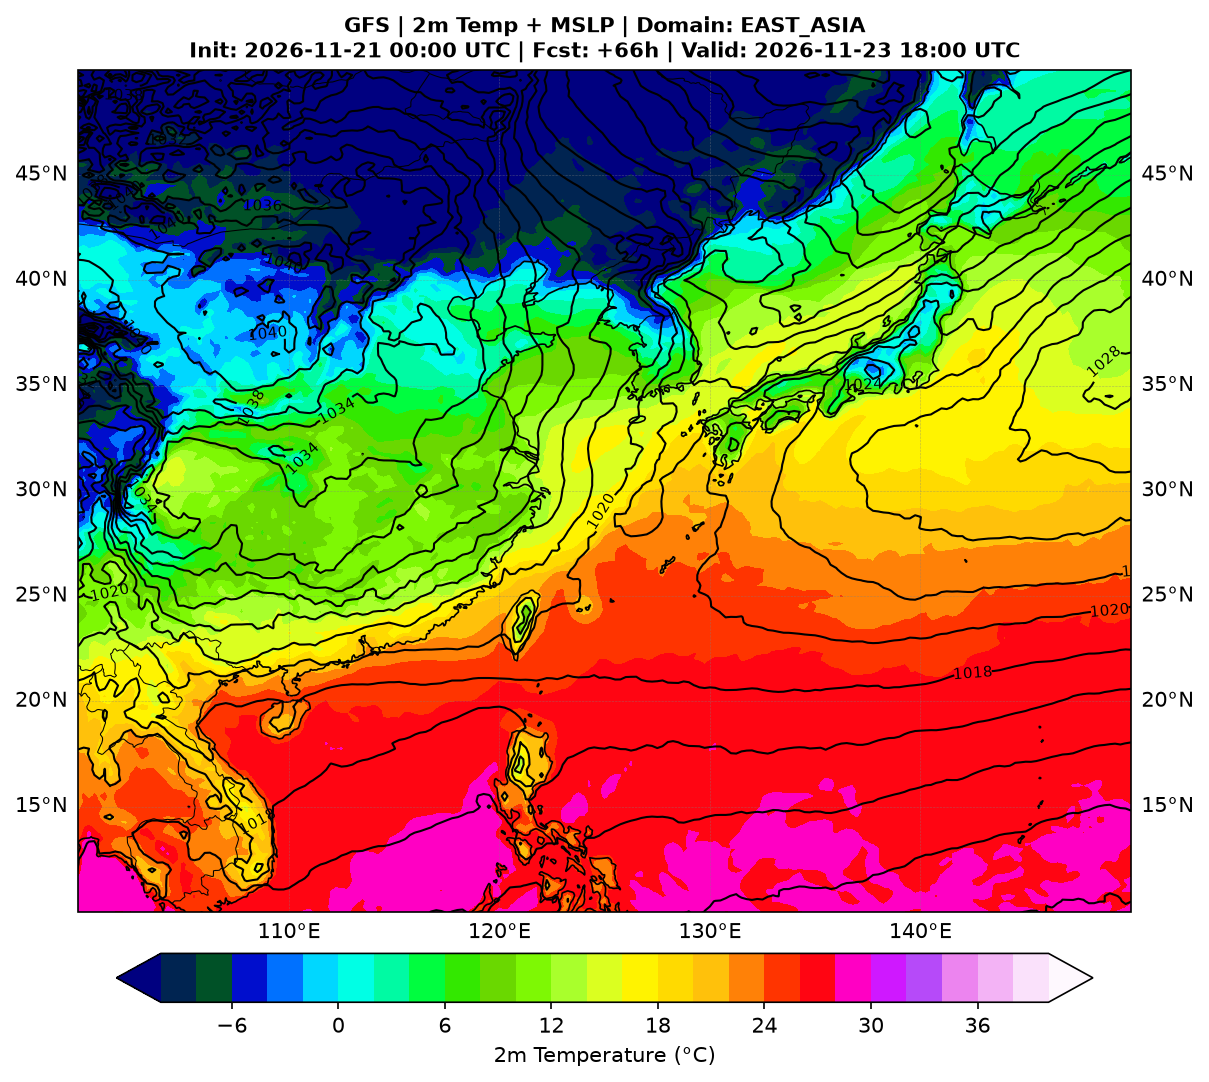 GFS | 2m Temp + MSLP | Domain: EAST_ASIA
Init: 2026-11-21 00:00 UTC | Fcst: +66h | Valid: 2026-11-23 18:00 UTC
45°N 45°N
1036
1040
40°N 40°N
1040
1028
35°N 1024 35°N
1038
1034
1034
30°N 30°N
1020
1020
25°N 25°N
1020
1018
20°N 20°N
15°N 15°N
110°E 120°E 130°E 140°E
−6 0 6 12 18 24 30 36
2m Temperature (°C)